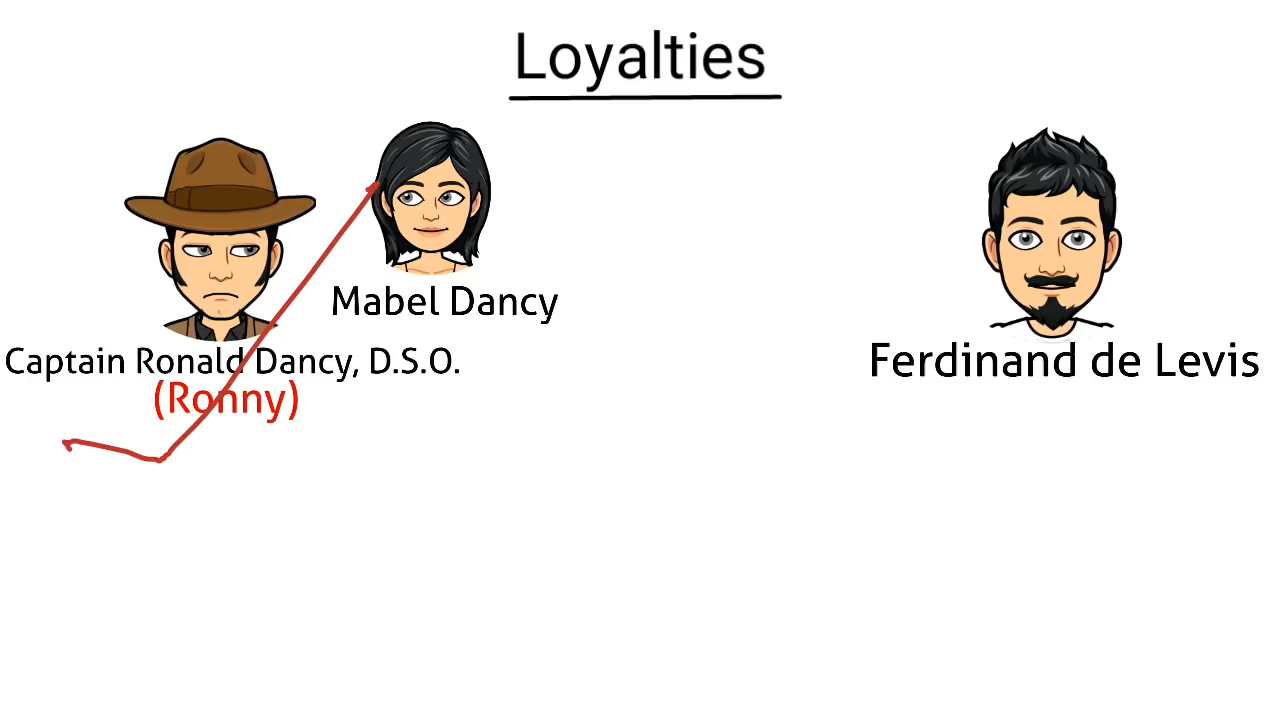 Loyalties
Mabel Dancy
Captain Ronald Dancy, D.S.O.
(Ronny)
Ferdinand de Levis